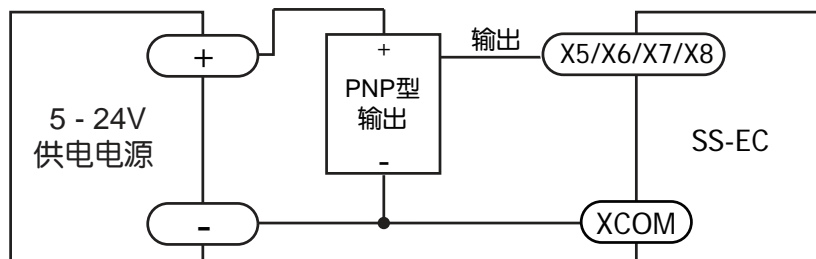 +
5 - 24V
供电电源
-
+
PNP型
输出
-
输出
X5/X6/X7/X8
SS-EC
XCOM